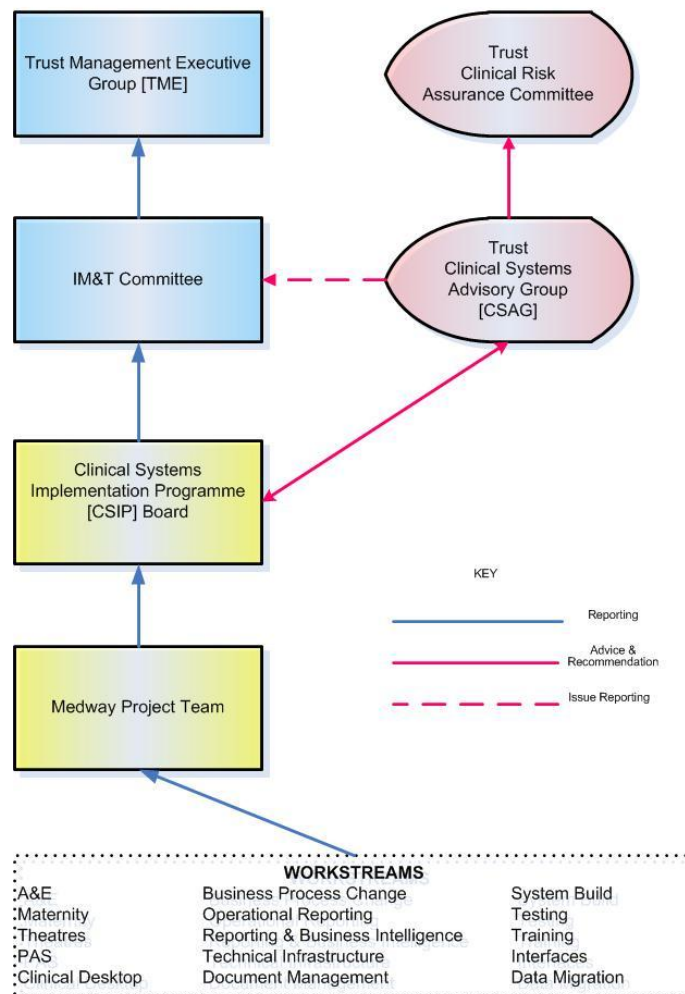 Trust Management Executive
Group [TME]
Trust
Clinical Risk
Assurance Committee
IM&T Committee
Trust
Clinical Systems
Advisory Group
[CSAG]
Clinical Systems
Implementation Programme
[CSIP] Board
KEY
Reporting
Advice &
Recommendation
Issue Reporting
Medway Project Team
WORKSTREAMS
A&E Business Process Change System Build
Maternity Operational Reporting Testing
Theatres Reporting & Business Intelligence Training
PAS Technical Infrastructure Interfaces
Clinical Desktop Document Management Data Migration